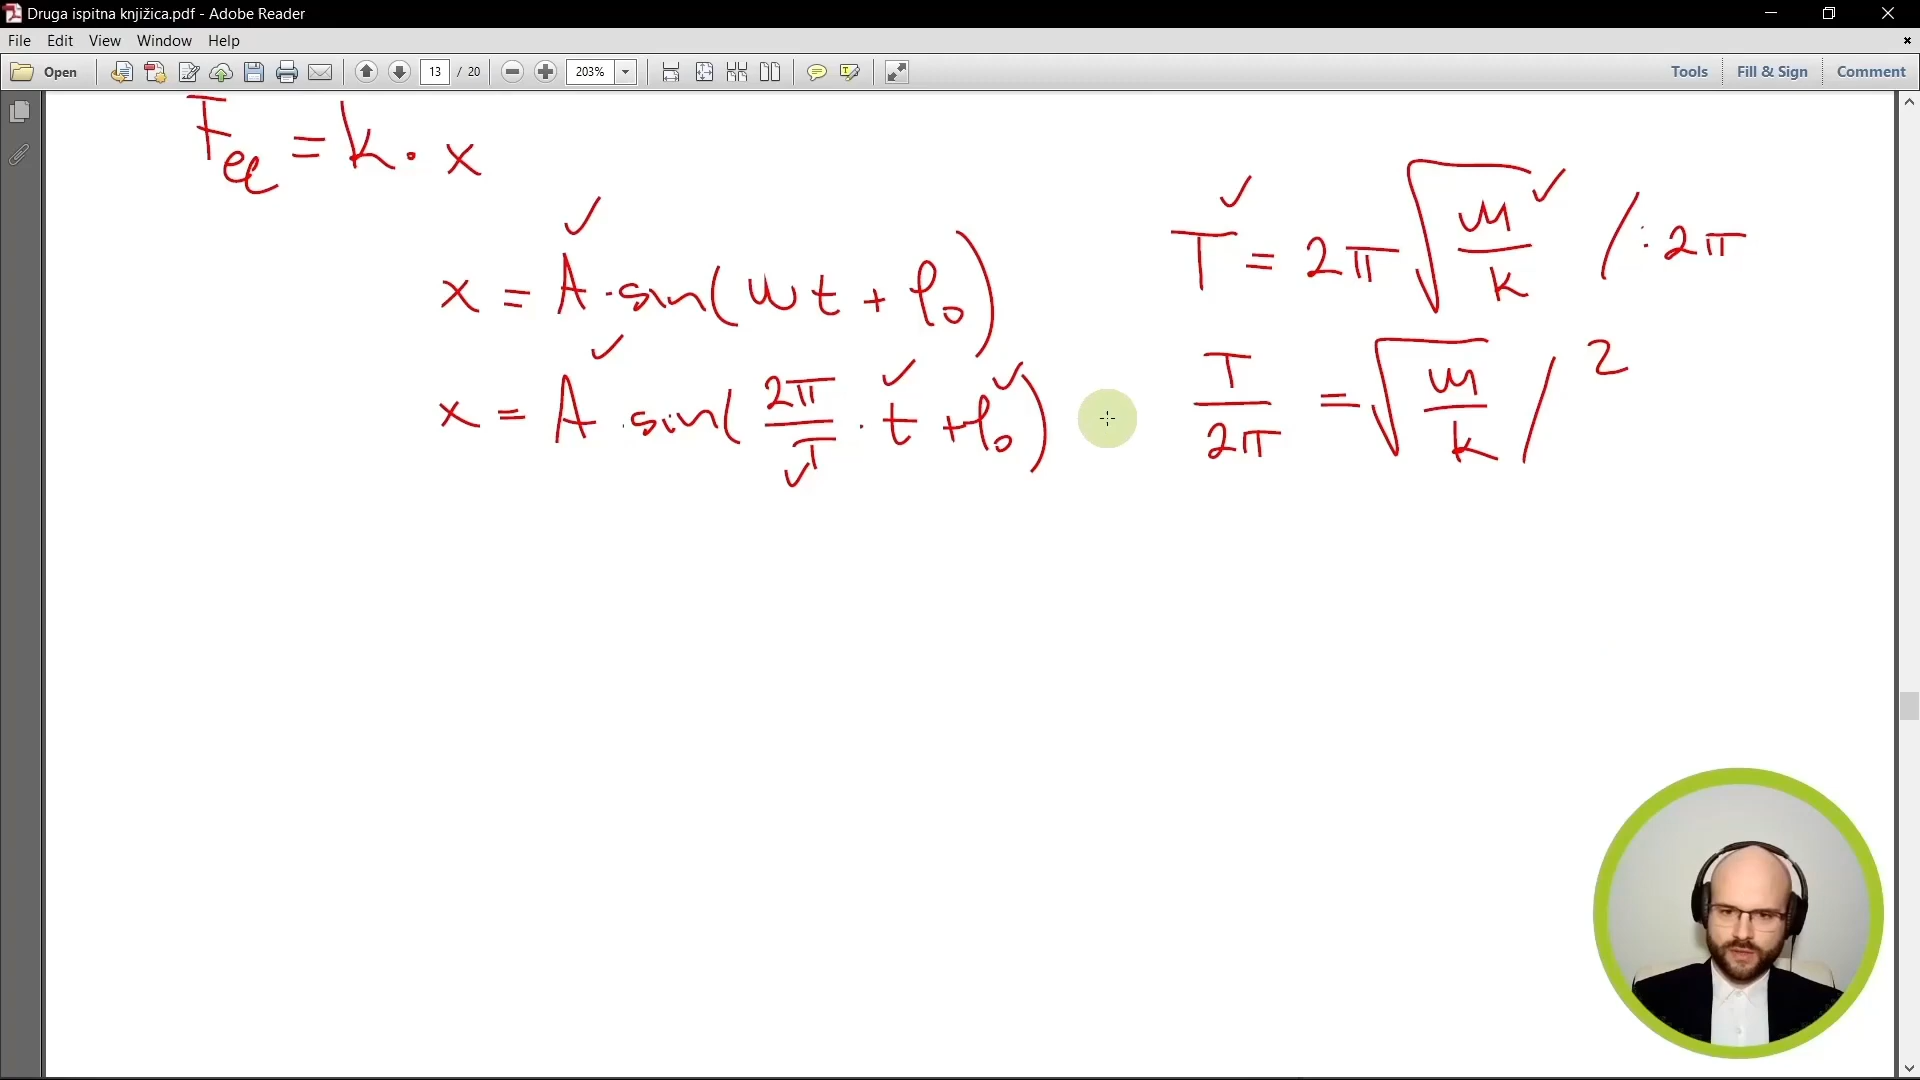 Druga ispitna knjižica.pdf - Adobe Reader
File Edit View Window Help
Open 13 / 20 203% Tools Fill & Sign Comment
F_el = k · x
x = A · sin(ωt + φ₀)
x = A · sin(2π/T · t + φ₀)
T = 2π√(m/k) / : 2π
T/2π = √(m/k) / ²